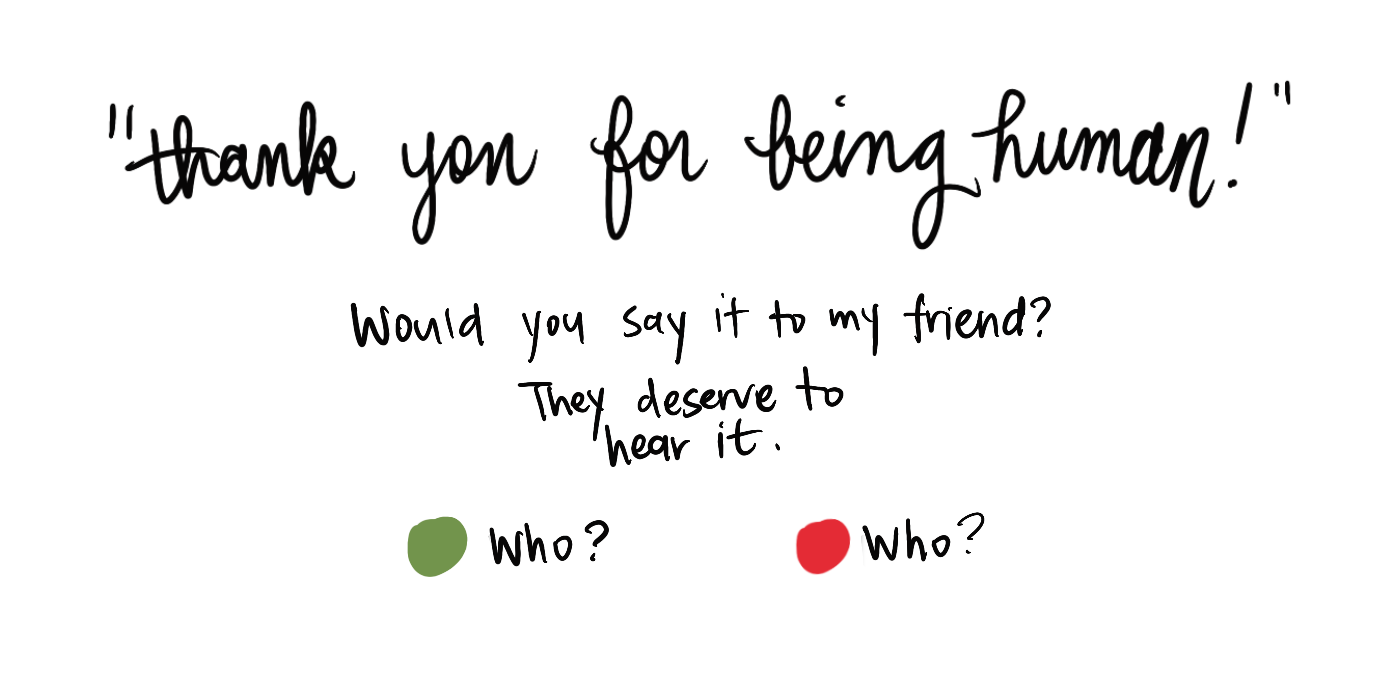 "thank you for being human!"
Would you say it to my friend?
They deserve to
hear it.
Who? Who?